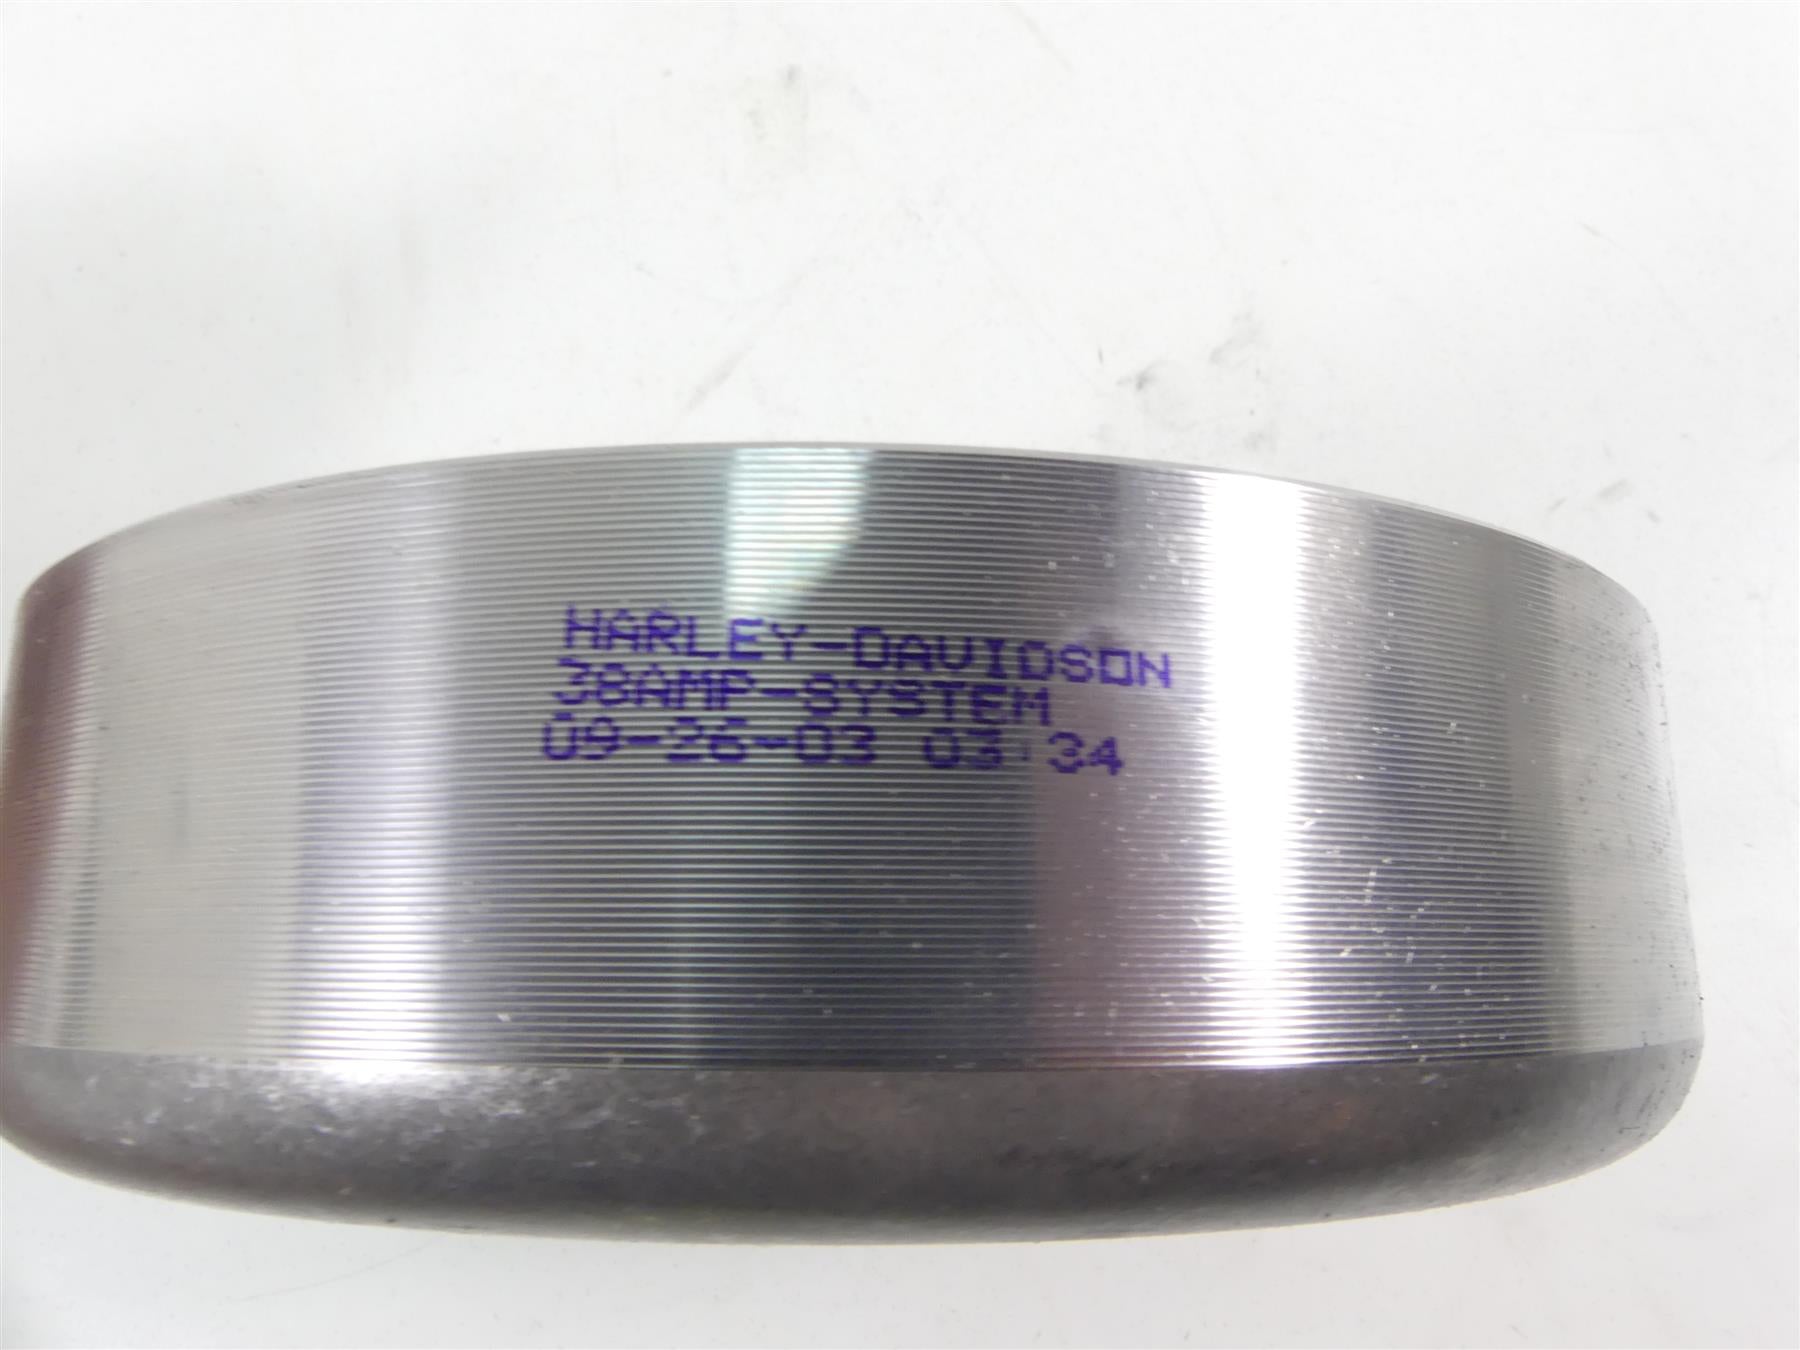 HARLEY-DAVIDSON
38AMP-SYSTEM
09-26-03 03:34